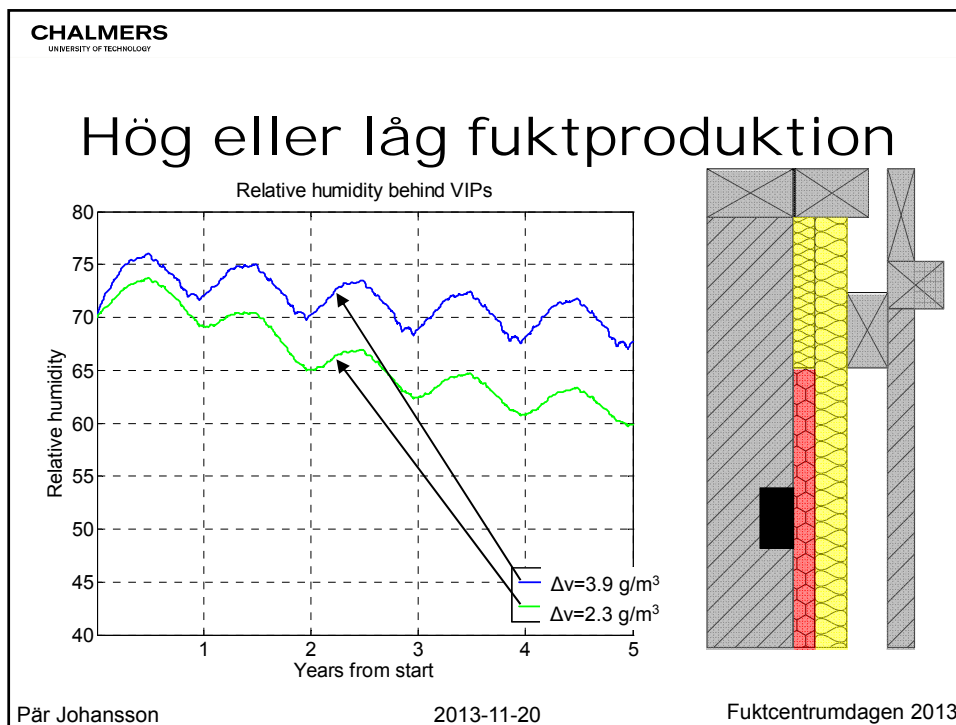 CHALMERS
UNIVERSITY OF TECHNOLOGY
Hög eller låg fuktproduktion
Relative humidity behind VIPs
80
75
70
65
60
55
50
45
40
Relative humidity
1 2 3 4 5
Years from start
Δv=3.9 g/m³
Δv=2.3 g/m³
Pär Johansson 2013-11-20 Fuktcentrumdagen 2013